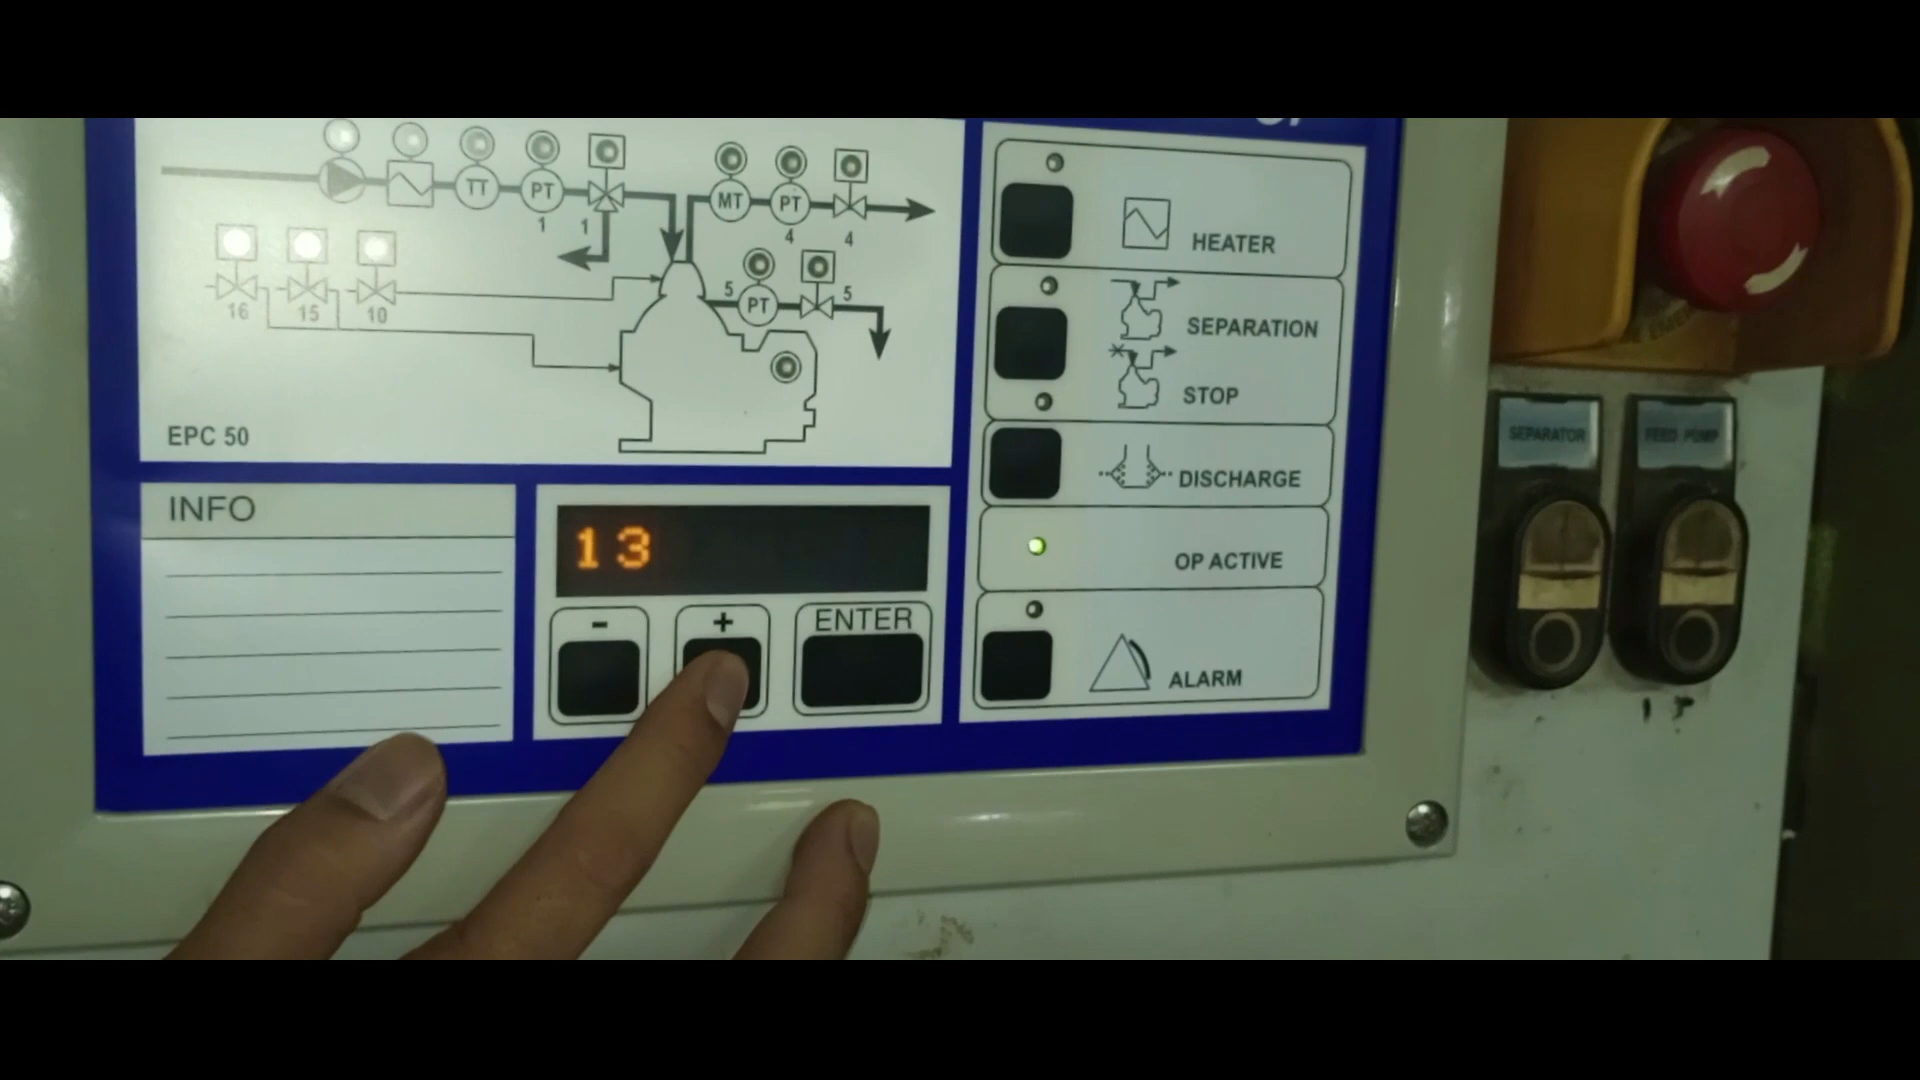 TT
PT
MT
PT
1
1
4
4
16
15
10
5
PT
5
EPC 50
INFO
13
-
+
ENTER
HEATER
SEPARATION
STOP
DISCHARGE
OP ACTIVE
ALARM
SEPARATOR
FEED PUMP